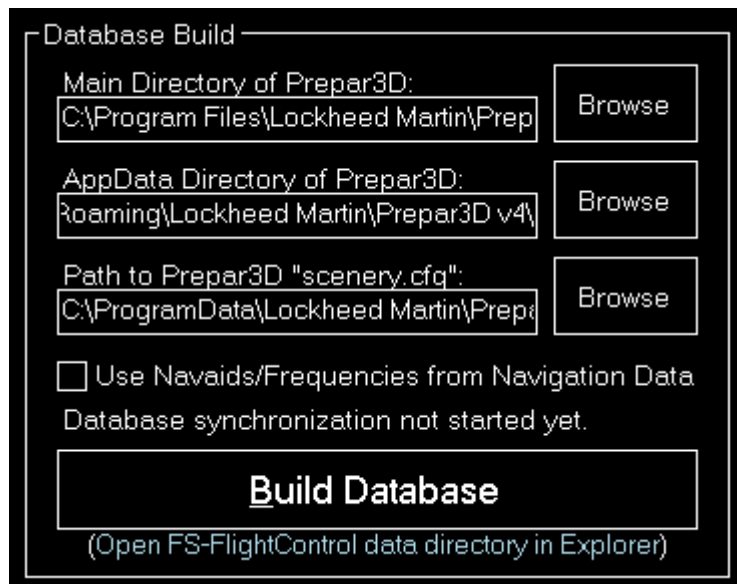 Database Build
Main Directory of Prepar3D:
C:\Program Files\Lockheed Martin\Prep
Browse
AppData Directory of Prepar3D:
Roaming\Lockheed Martin\Prepar3D v4\
Browse
Path to Prepar3D "scenery.cfg":
C:\ProgramData\Lockheed Martin\Prepa
Browse
Use Navaids/Frequencies from Navigation Data
Database synchronization not started yet.
Build Database
(Open FS-FlightControl data directory in Explorer)